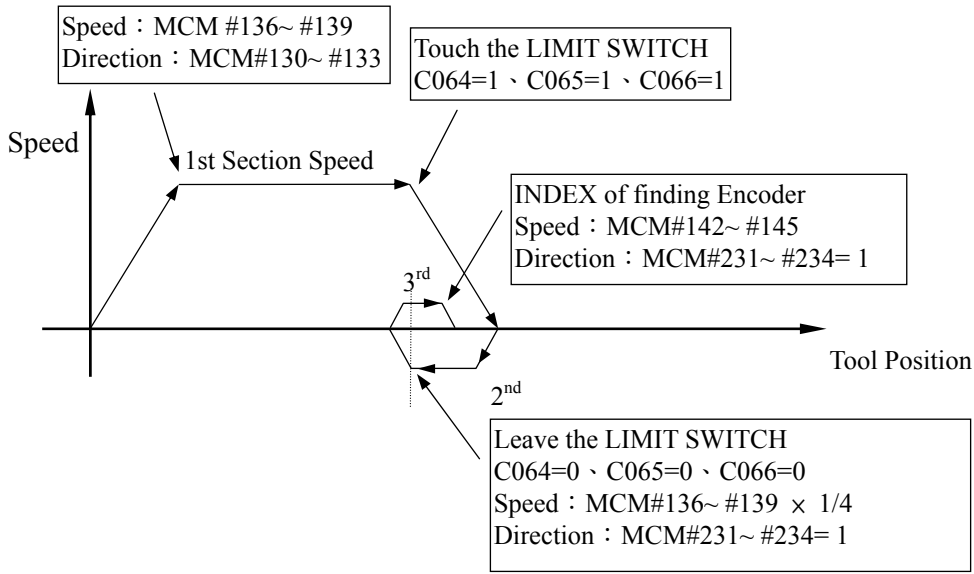 Speed：MCM #136~ #139
Direction：MCM#130~ #133
Touch the LIMIT SWITCH
C064=1、C065=1、C066=1
Speed
1st Section Speed
INDEX of finding Encoder
Speed：MCM#142~ #145
Direction：MCM#231~ #234= 1
3rd
Tool Position
2nd
Leave the LIMIT SWITCH
C064=0、C065=0、C066=0
Speed：MCM#136~ #139 × 1/4
Direction：MCM#231~ #234= 1